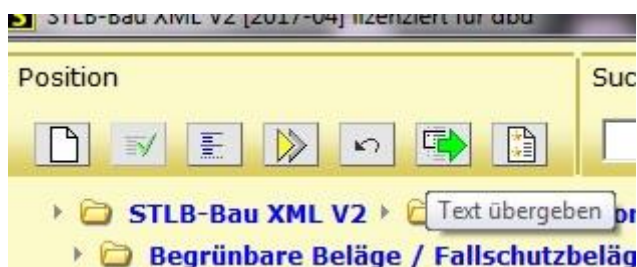 STLB-Bau XML V2 [2017-04] lizenziert für dbd
Position
Suc
STLB-Bau XML V2
Text übergeben
Begrünbare Beläge / Fallschutzbeläg